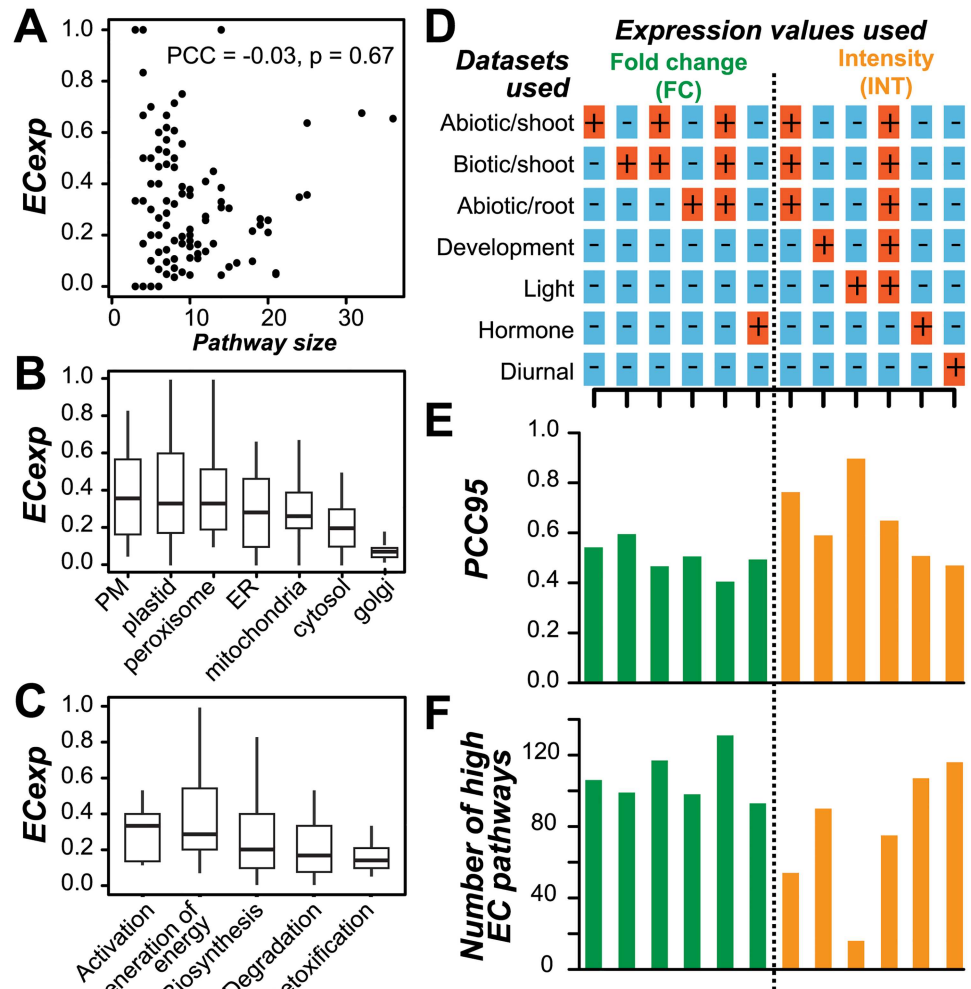 A
ECexp
1.0
0.8
0.6
0.4
0.2
0.0
PCC = -0.03, p = 0.67
0 10 20 30
Pathway size
B
ECexp
1.0
0.8
0.6
0.4
0.2
0.0
PM
plastid
peroxisome
ER
mitochondria
cytosol
golgi
C
ECexp
1.0
0.8
0.6
0.4
0.2
0.0
Activation
eneration of
energy
Biosynthesis
Degradation
etoxification
D
Expression values used
Datasets
used
Fold change
(FC)
Intensity
(INT)
Abiotic/shoot + - + - + - + - - + - -
Biotic/shoot - + + - + - + - - + - -
Abiotic/root - - - + + - + - - + - -
Development - - - - - - - + - + - -
Light - - - - - - - - + + - -
Hormone - - - - - + - - - - + -
Diurnal - - - - - - - - - - - +
E
PCC95
1.0
0.8
0.6
0.4
0.2
0.0
F
Number of high
EC pathways
120
80
40
0